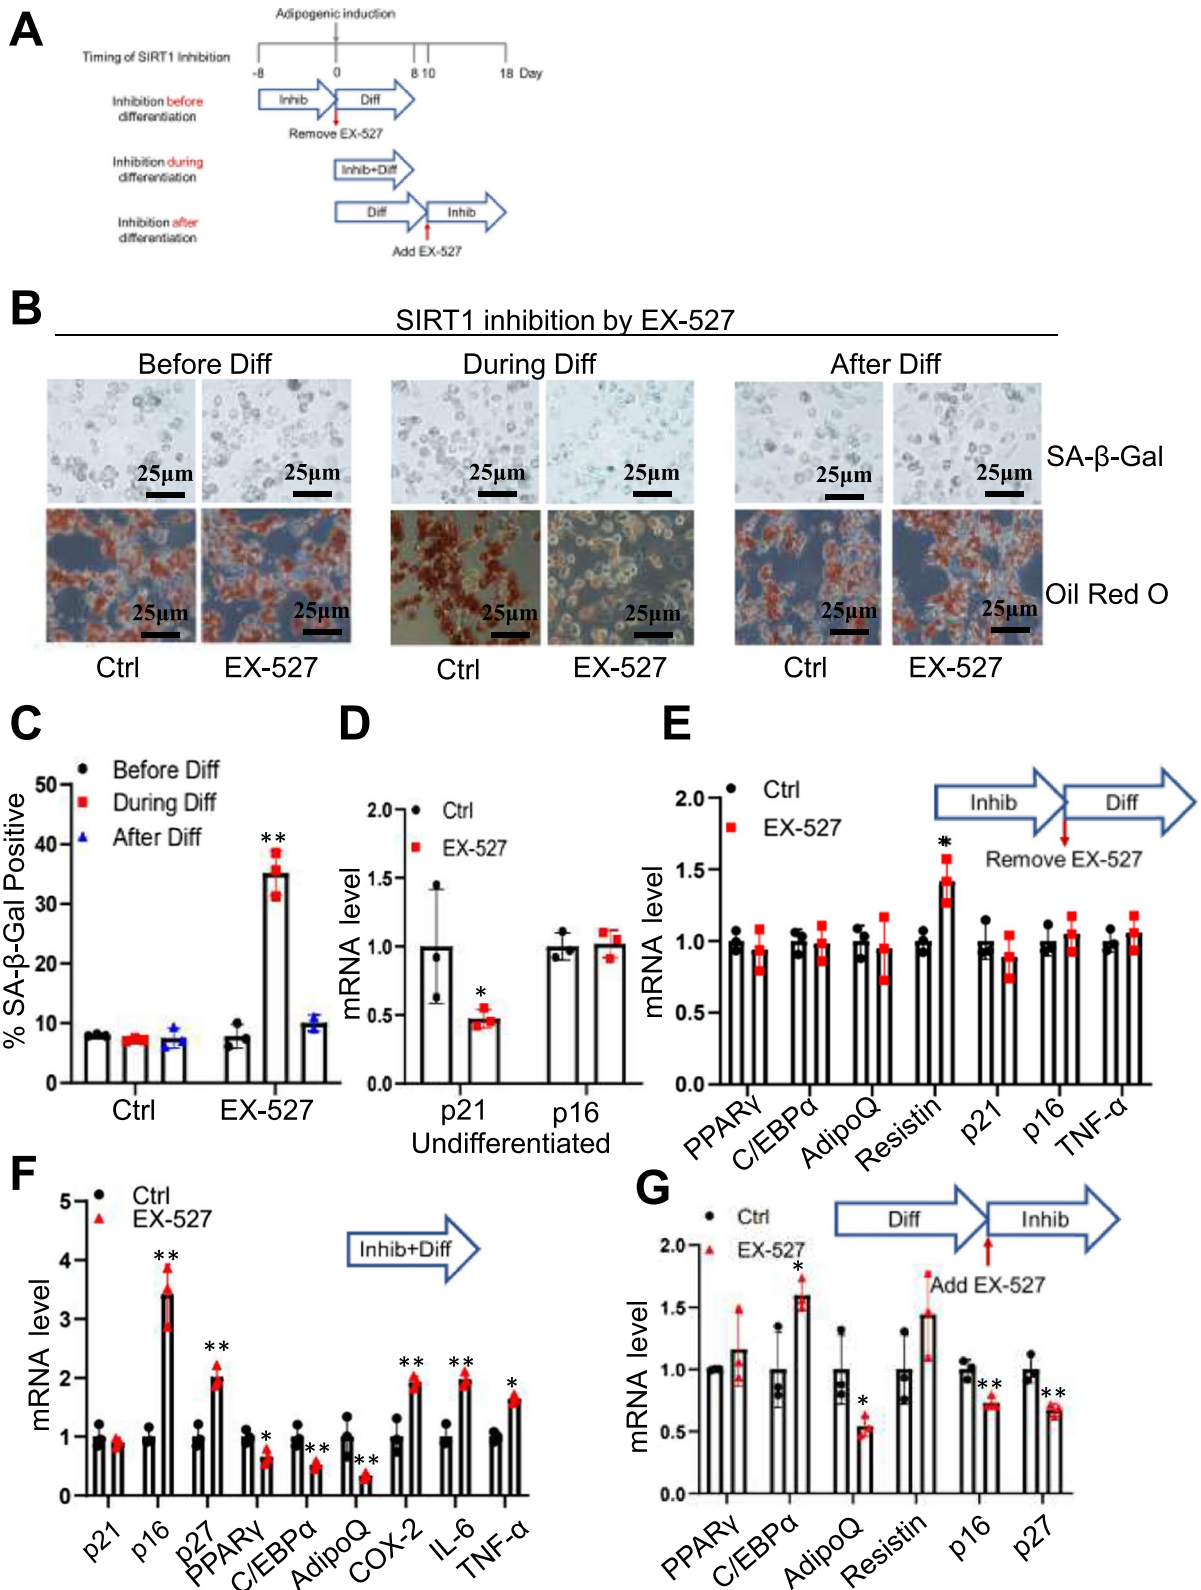 A
Adipogenic induction
Timing of SIRT1 Inhibition
-8 0 8 10 18 Day
Inhibition before
differentiation
Inhib Diff
Remove EX-527
Inhibition during
differentiation
Inhib+Diff
Inhibition after
differentiation
Diff Inhib
Add EX-527
B
SIRT1 inhibition by EX-527
Before Diff During Diff After Diff
25μm 25μm 25μm 25μm 25μm 25μm
SA-β-Gal
25μm 25μm 25μm 25μm 25μm 25μm
Oil Red O
Ctrl EX-527 Ctrl EX-527 Ctrl EX-527
C
% SA-β-Gal Positive
50
40
30
20
10
0
Before Diff
During Diff
After Diff
**
Ctrl EX-527
D
mRNA level
2.0
1.5
1.0
0.5
0.0
Ctrl
EX-527
*
p21 p16
Undifferentiated
E
mRNA level
2.0
1.5
1.0
0.5
0.0
Ctrl
EX-527
Inhib Diff
Remove EX-527
*
PPARγ C/EBPα AdipoQ Resistin p21 p16 TNF-α
F
mRNA level
5
4
3
2
1
0
Ctrl
EX-527
Inhib+Diff
** ** * ** ** ** ** *
p21 p16 p27 PPARγ C/EBPα AdipoQ COX-2 IL-6 TNF-α
G
mRNA level
2.0
1.5
1.0
0.5
0.0
Ctrl
EX-527
Diff Inhib
Add EX-527
* * ** **
PPARγ C/EBPα AdipoQ Resistin p16 p27